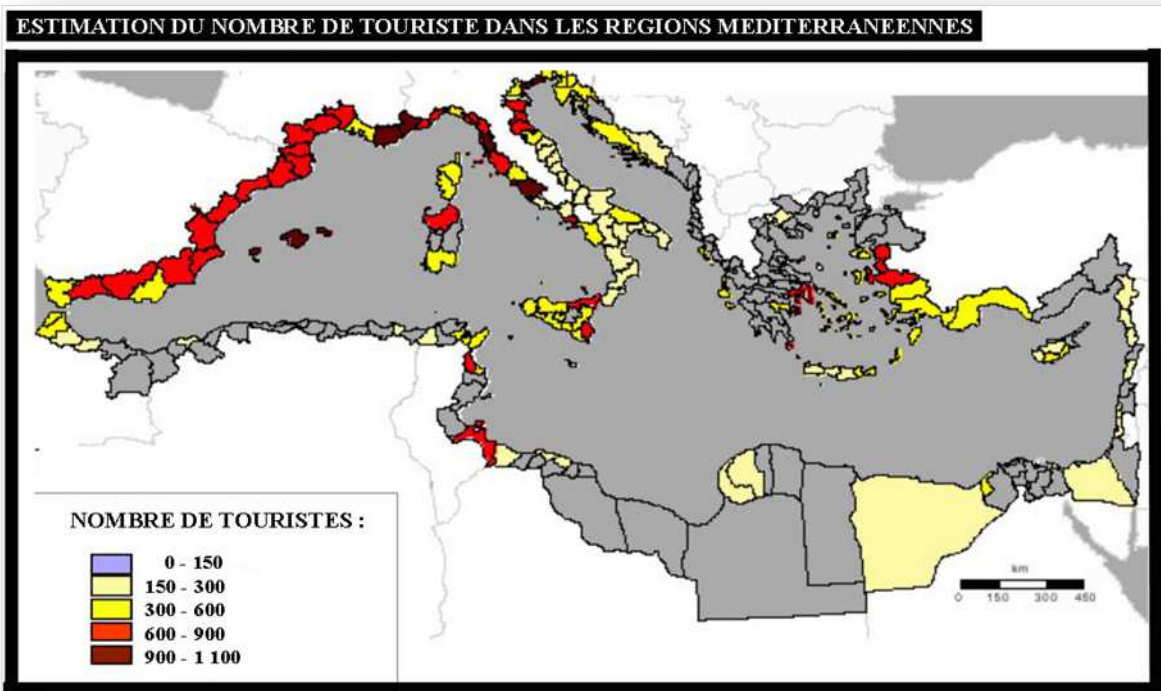 ESTIMATION DU NOMBRE DE TOURISTE DANS LES REGIONS MEDITERRANEENNES
NOMBRE DE TOURISTES :
0 - 150
150 - 300
300 - 600
600 - 900
900 - 1 100
km
0 150 300 450